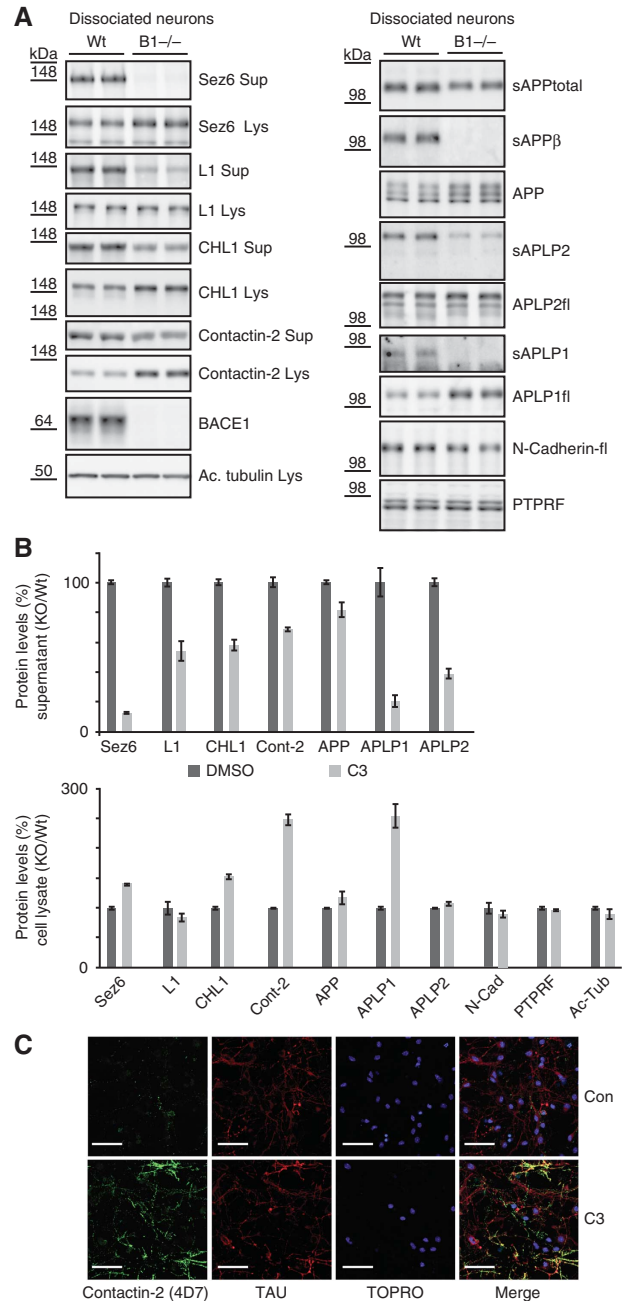 A
Dissociated neurons
Wt B1–/–
kDa
148
Sez6 Sup
148
Sez6 Lys
148
L1 Sup
148
L1 Lys
148
CHL1 Sup
148
CHL1 Lys
148
Contactin-2 Sup
148
Contactin-2 Lys
64
BACE1
50
Ac. tubulin Lys
Dissociated neurons
Wt B1–/–
kDa
98
sAPPtotal
98
sAPPβ
APP
98
sAPLP2
APLP2fl
98
98
sAPLP1
98
APLP1fl
N-Cadherin-fl
98
98
PTPRF
B
Protein levels (%)
supernatant (KO/Wt)
100
0
Sez6 L1 CHL1 Cont-2 APP APLP1 APLP2
DMSO C3
Protein levels (%)
cell lysate (KO/Wt)
300
0
Sez6 L1 CHL1 Cont-2 APP APLP1 APLP2 N-Cad PTPRF Ac-Tub
C
Con
C3
Contactin-2 (4D7) TAU TOPRO Merge